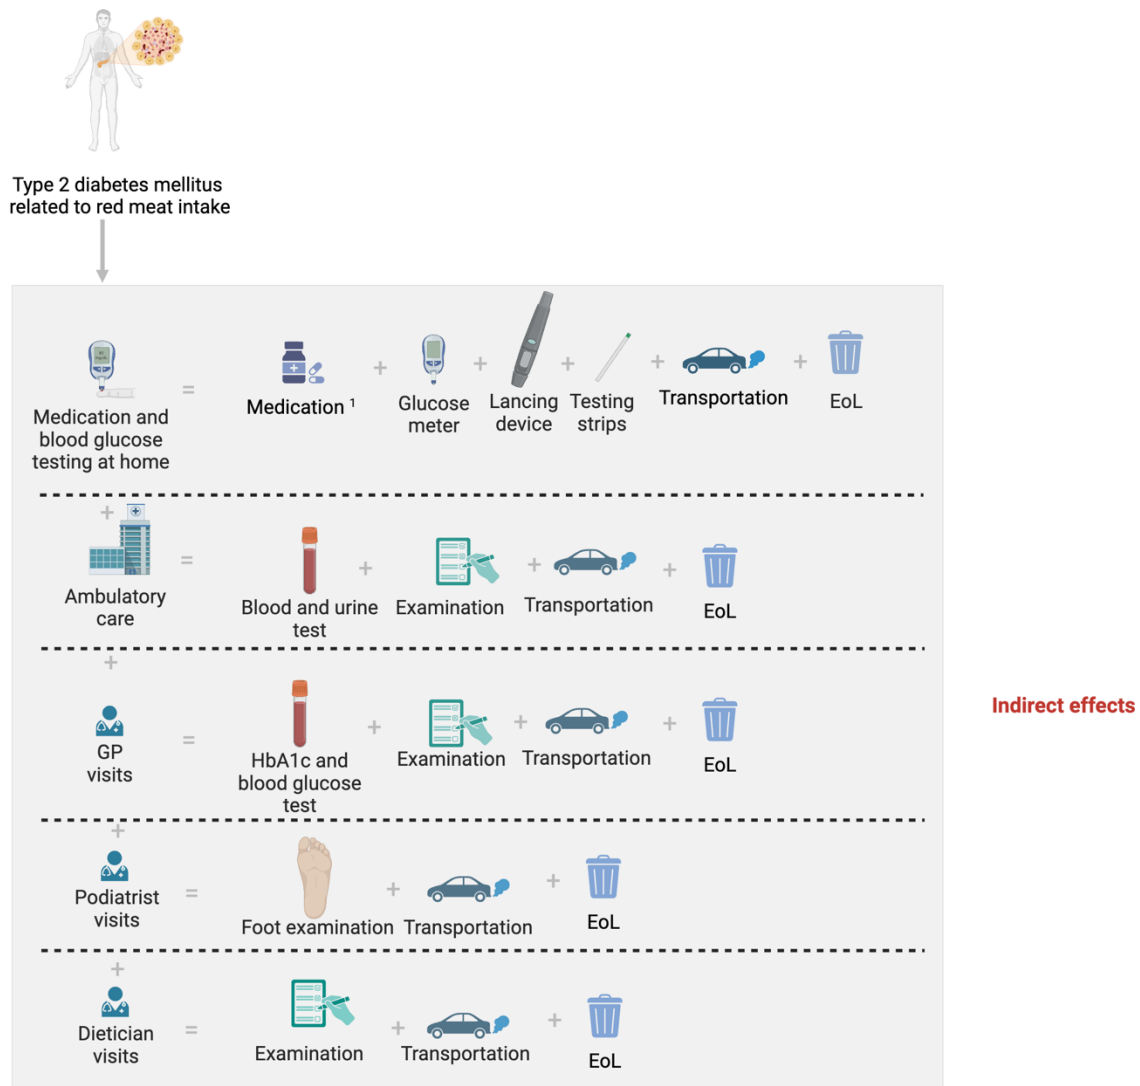 Type 2 diabetes mellitus
related to red meat intake
Medication and
blood glucose
testing at home
=
Medication ¹
+
Glucose
meter
+
Lancing
device
+
Testing
strips
+
Transportation
+
EoL
+
Ambulatory
care
=
Blood and urine
test
+
Examination
+
Transportation
+
EoL
+
GP
visits
=
HbA1c and
blood glucose
test
+
Examination
+
Transportation
+
EoL
Indirect effects
+
Podiatrist
visits
=
Foot examination
+
Transportation
+
EoL
+
Dietician
visits
=
Examination
+
Transportation
+
EoL